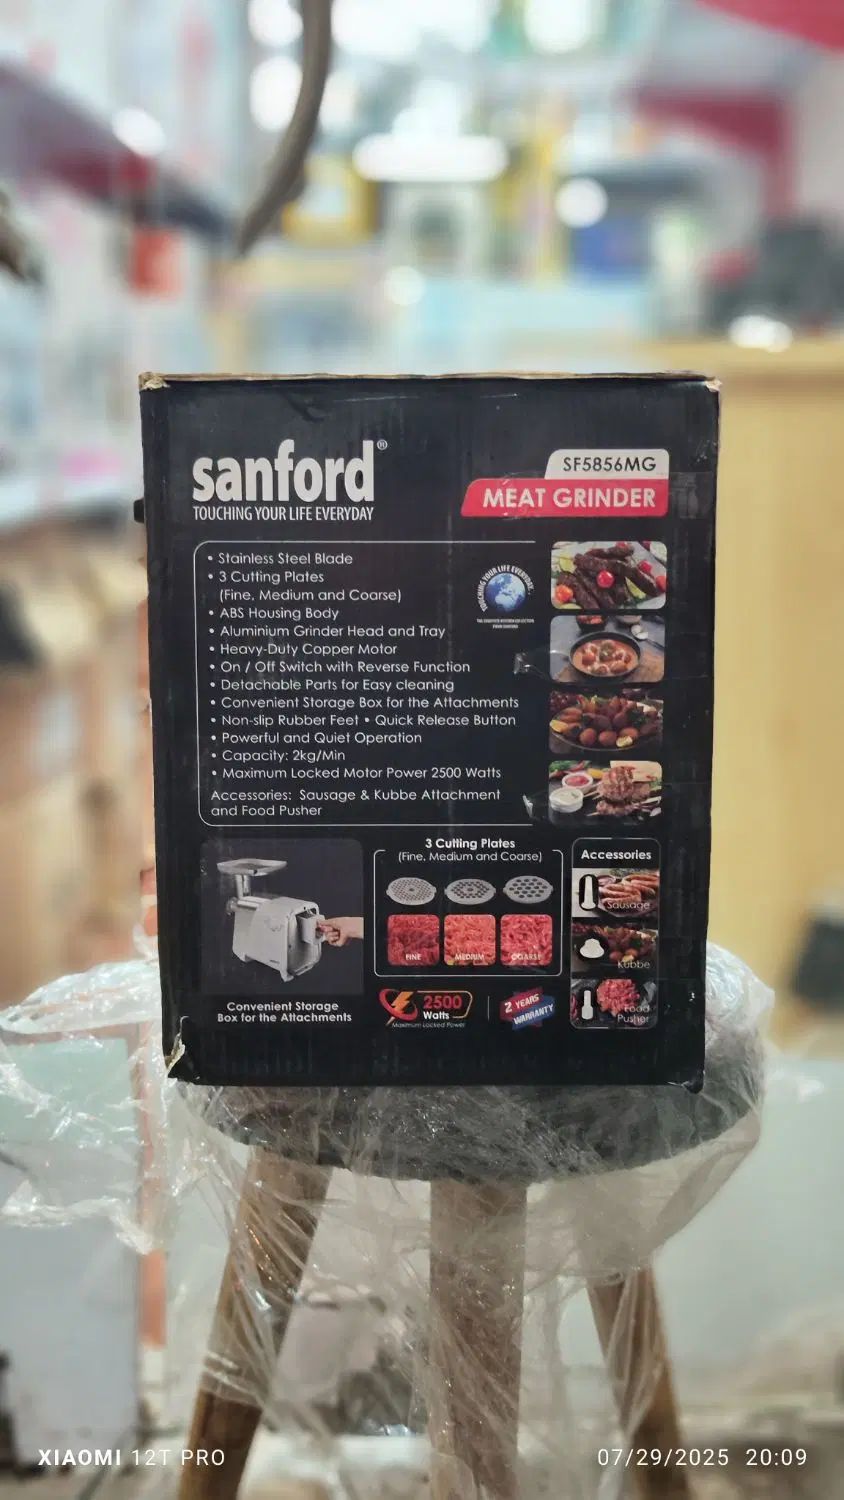 sanford®
TOUCHING YOUR LIFE EVERYDAY
SF5856MG
MEAT GRINDER
• Stainless Steel Blade
• 3 Cutting Plates
(Fine, Medium and Coarse)
• ABS Housing Body
• Aluminium Grinder Head and Tray
• Heavy-Duty Copper Motor
• On / Off Switch with Reverse Function
• Detachable Parts for Easy cleaning
• Convenient Storage Box for the Attachments
• Non-slip Rubber Feet • Quick Release Button
• Powerful and Quiet Operation
• Capacity: 2kg/Min
• Maximum Locked Motor Power 2500 Watts
Accessories: Sausage & Kubbe Attachment
and Food Pusher
TOUCHING YOUR LIFE EVERYDAY.
Convenient Storage
Box for the Attachments
3 Cutting Plates
(Fine, Medium and Coarse)
FINE
MEDIUM
COARSE
2500
Watts
Maximum Locked Power
2 YEARS
WARRANTY
Accessories
Sausage
Kubbe
Food
Pusher
XIAOMI 12T PRO
07/29/2025 20:09